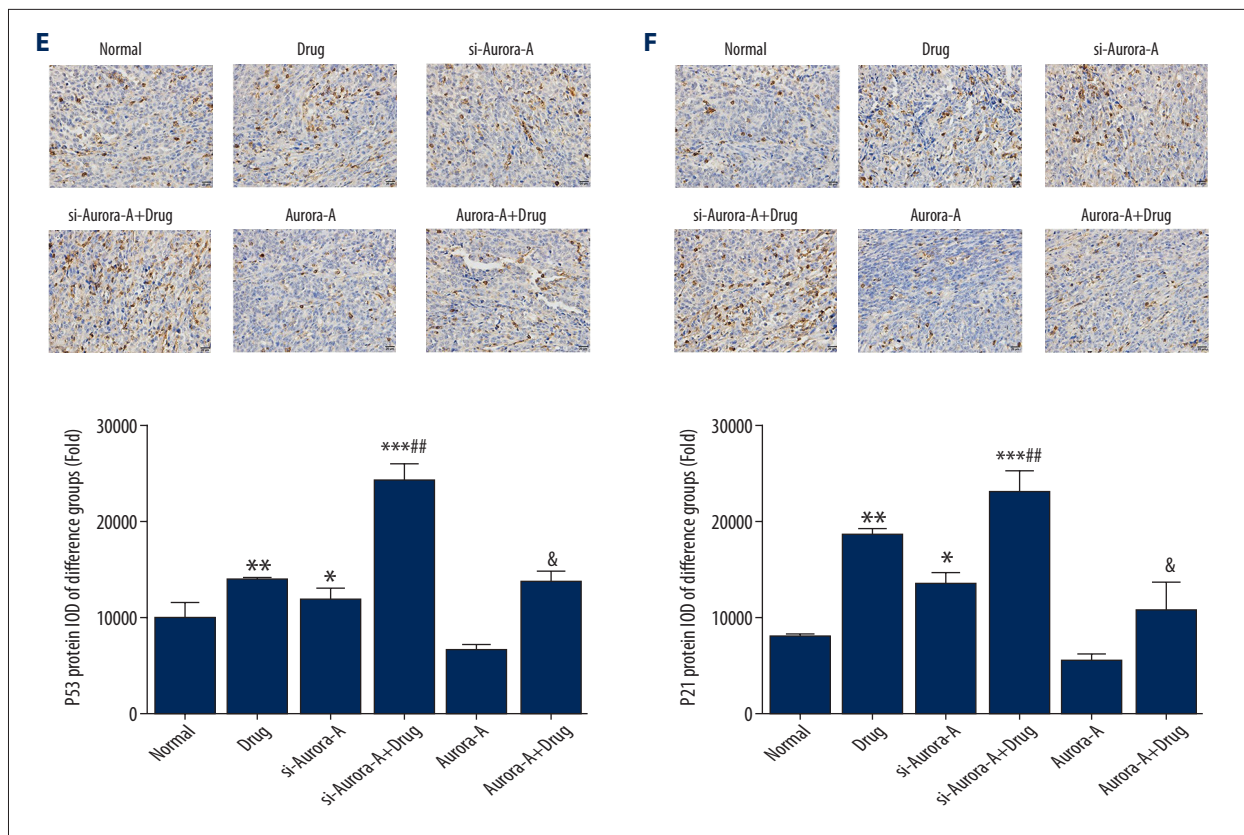 E
Normal
Drug
si-Aurora-A
si-Aurora-A+Drug
Aurora-A
Aurora-A+Drug
P53 protein IOD of difference groups (Fold)
30000
20000
10000
0
**
*
***##
&
Normal
Drug
si-Aurora-A
si-Aurora-A+Drug
Aurora-A
Aurora-A+Drug
F
Normal
Drug
si-Aurora-A
si-Aurora-A+Drug
Aurora-A
Aurora-A+Drug
P21 protein IOD of difference groups (Fold)
30000
20000
10000
0
**
*
***##
&
Normal
Drug
si-Aurora-A
si-Aurora-A+Drug
Aurora-A
Aurora-A+Drug